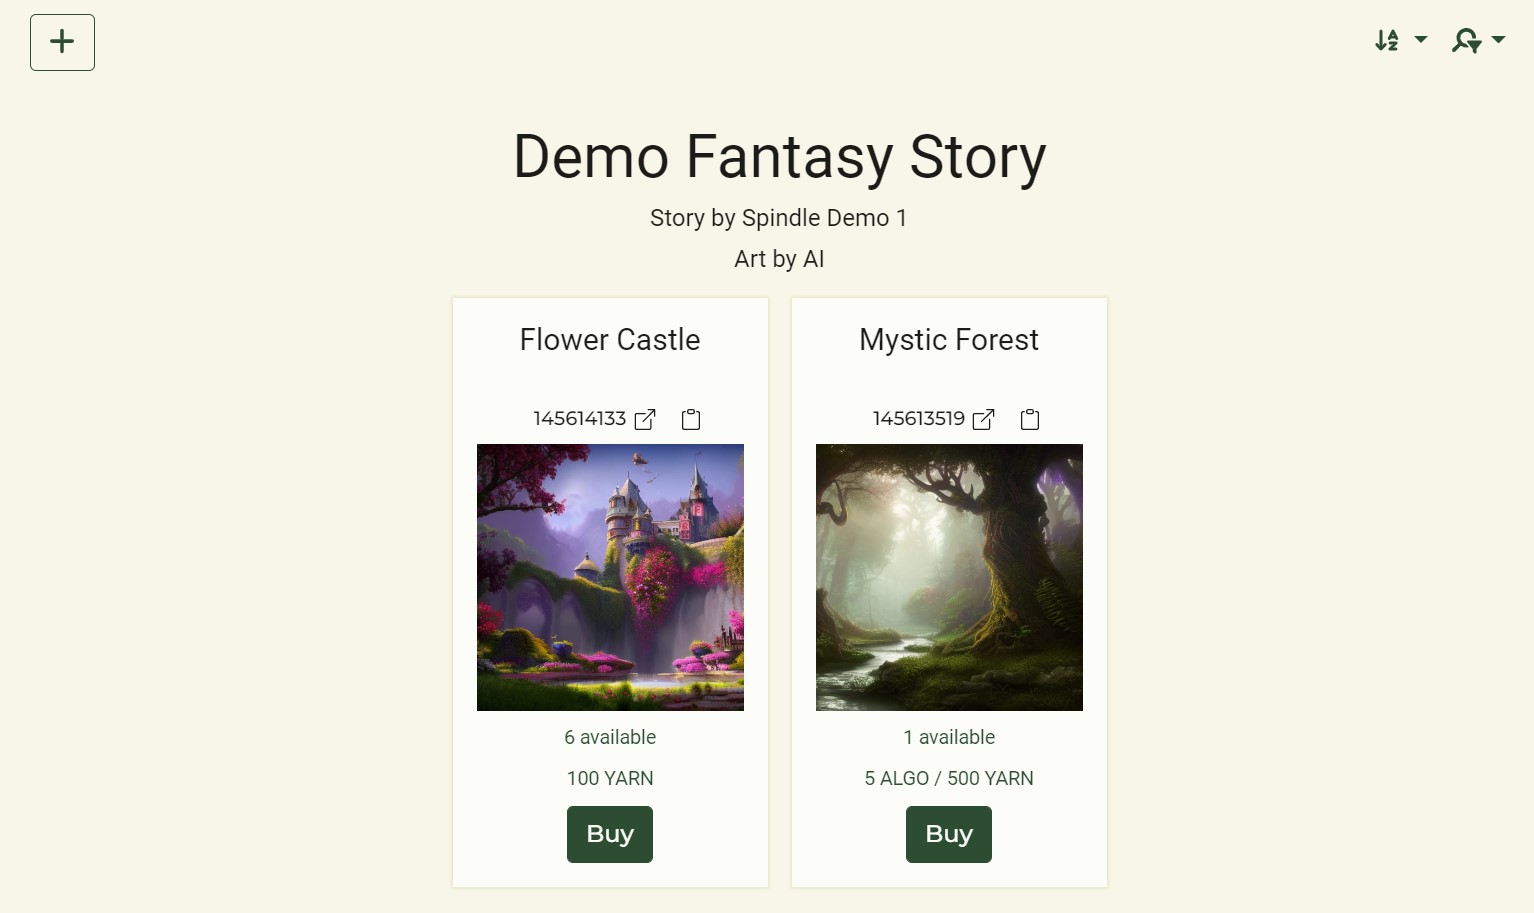 Demo Fantasy Story
Story by Spindle Demo 1
Art by AI
Flower Castle
145614133
6 available
100 YARN
Buy
Mystic Forest
145613519
1 available
5 ALGO / 500 YARN
Buy